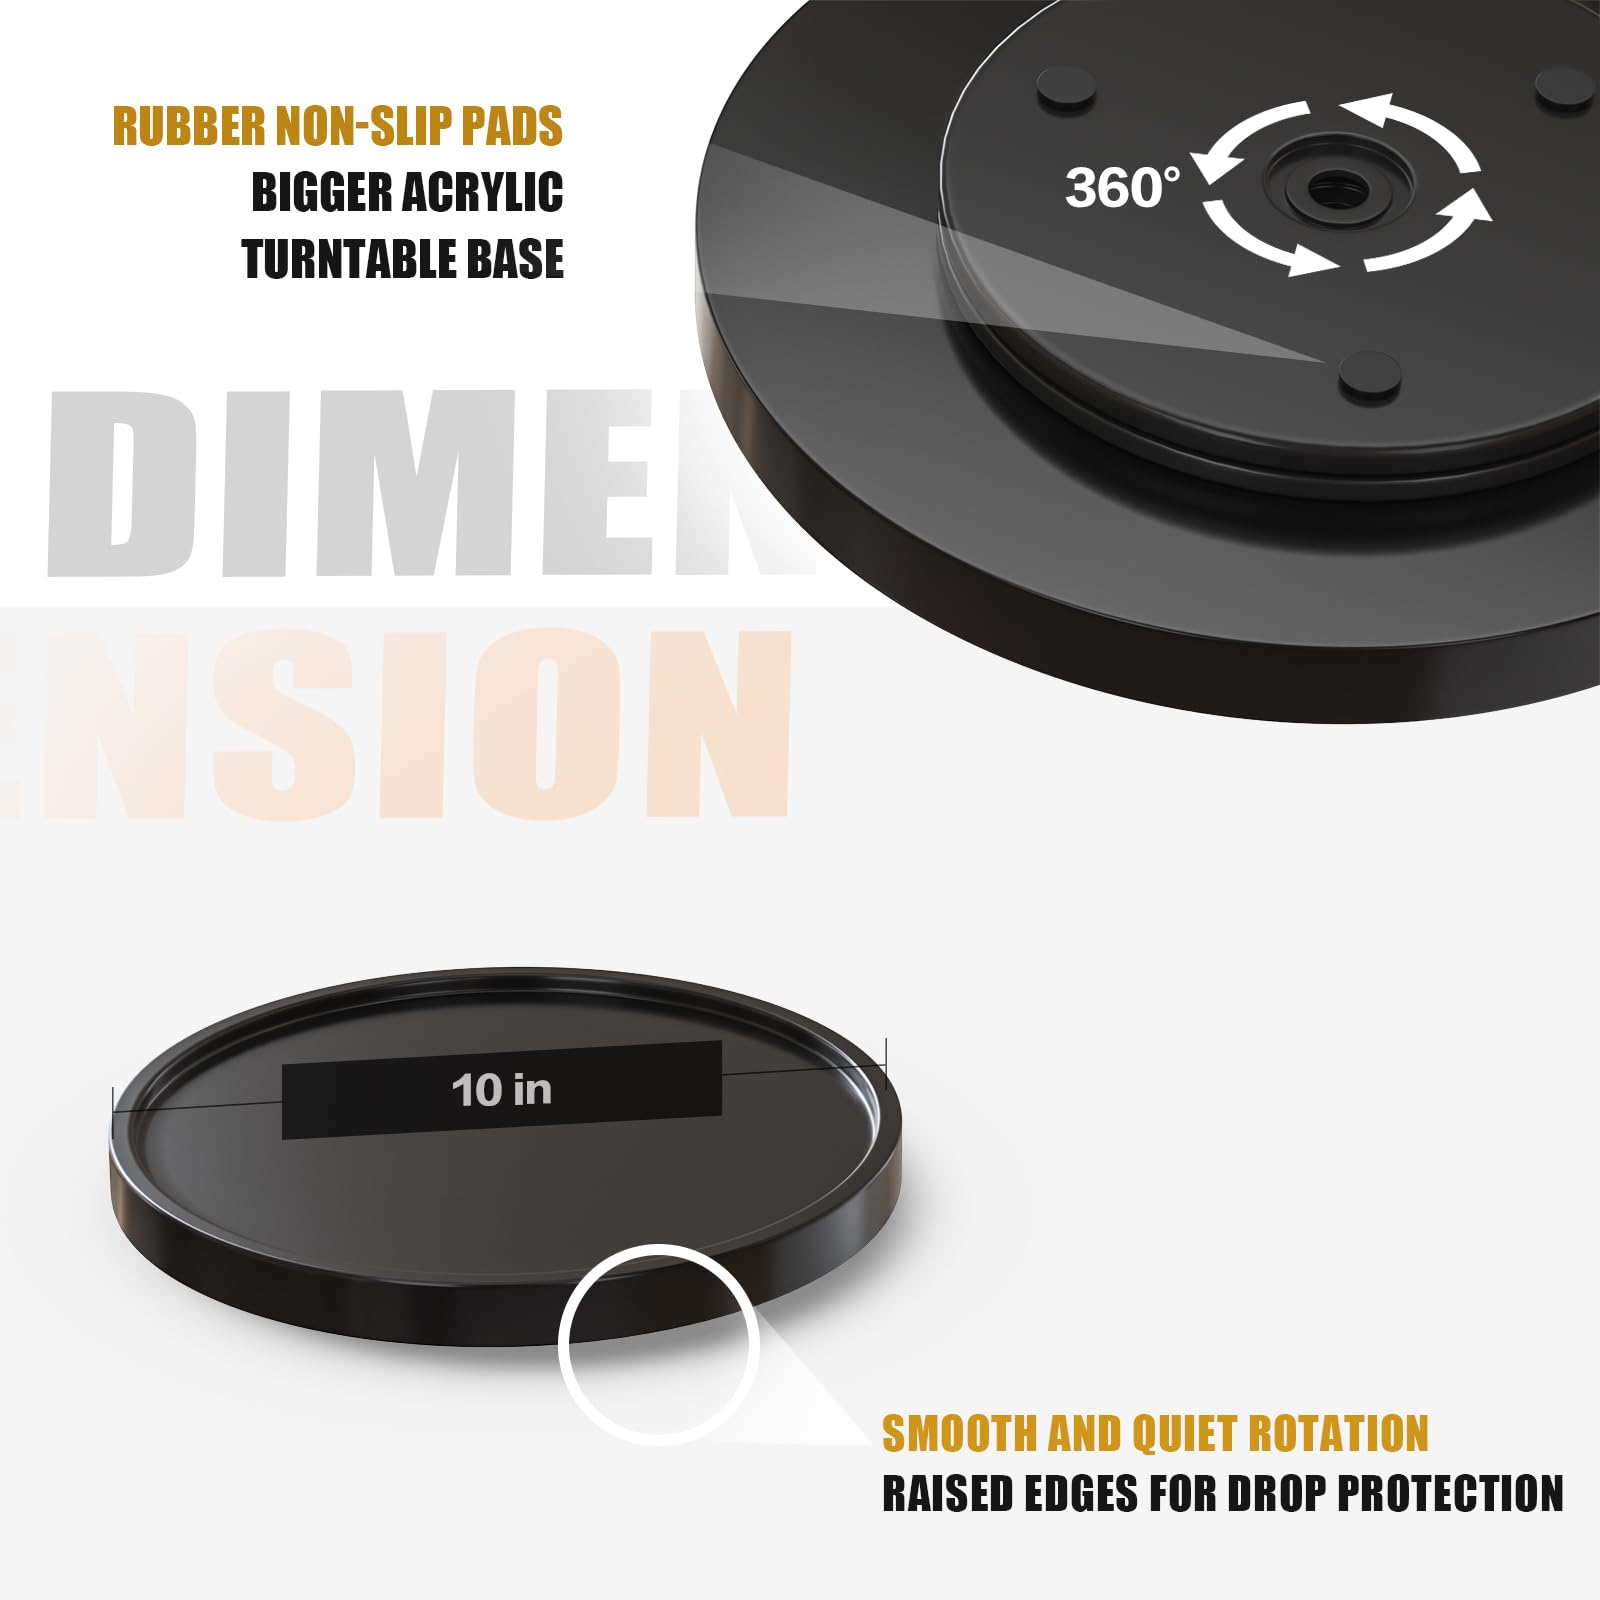 RUBBER NON-SLIP PADS
BIGGER ACRYLIC
TURNTABLE BASE
360°
DIMEN
ENSION
10 in
SMOOTH AND QUIET ROTATION
RAISED EDGES FOR DROP PROTECTION